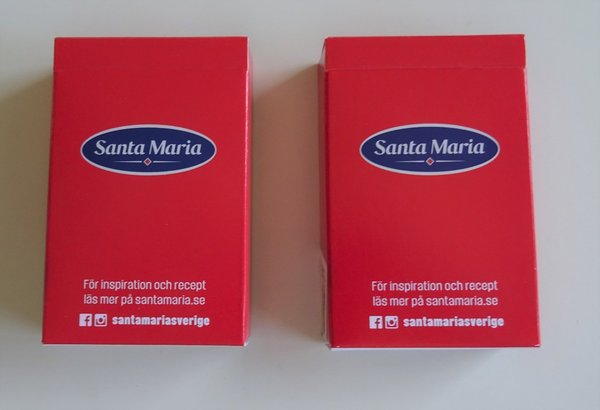 Santa Maria
För inspiration och recept
läs mer på santamaria.se
santamariasverige
Santa Maria
För inspiration och recept
läs mer på santamaria.se
santamariasverige